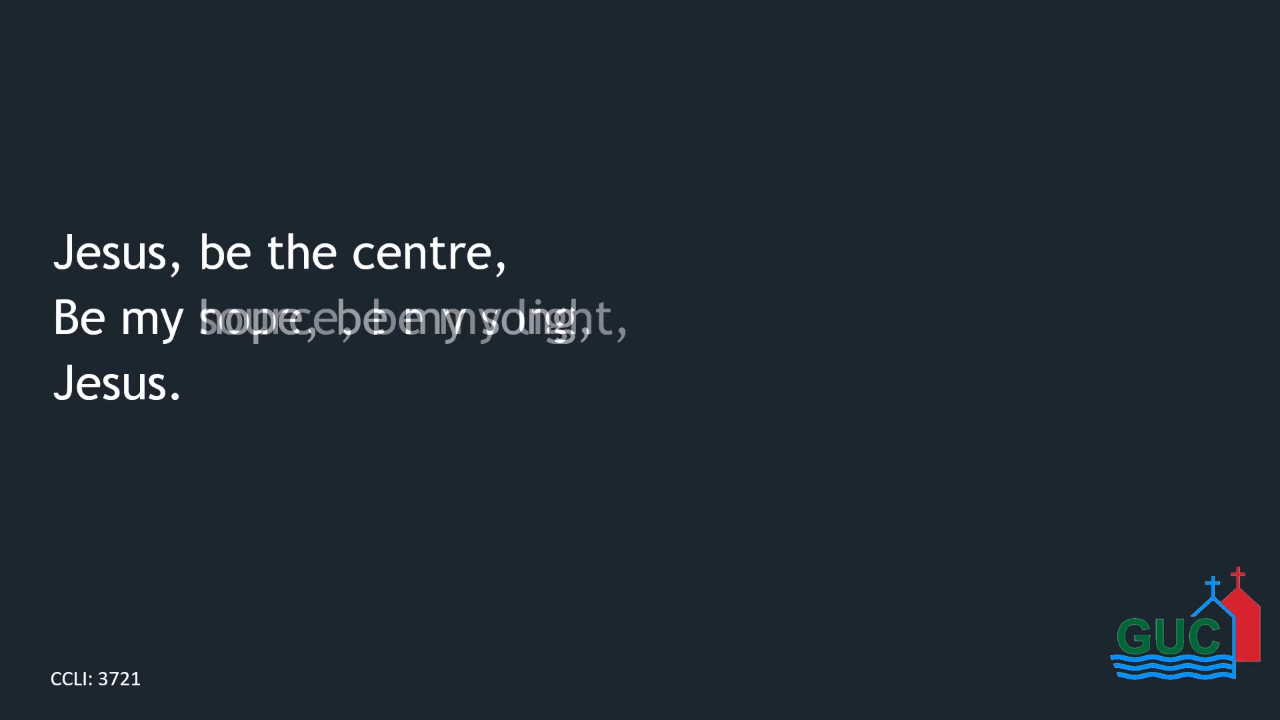 Jesus, be the centre,
Be my
Jesus.
GUC
CCLI: 3721